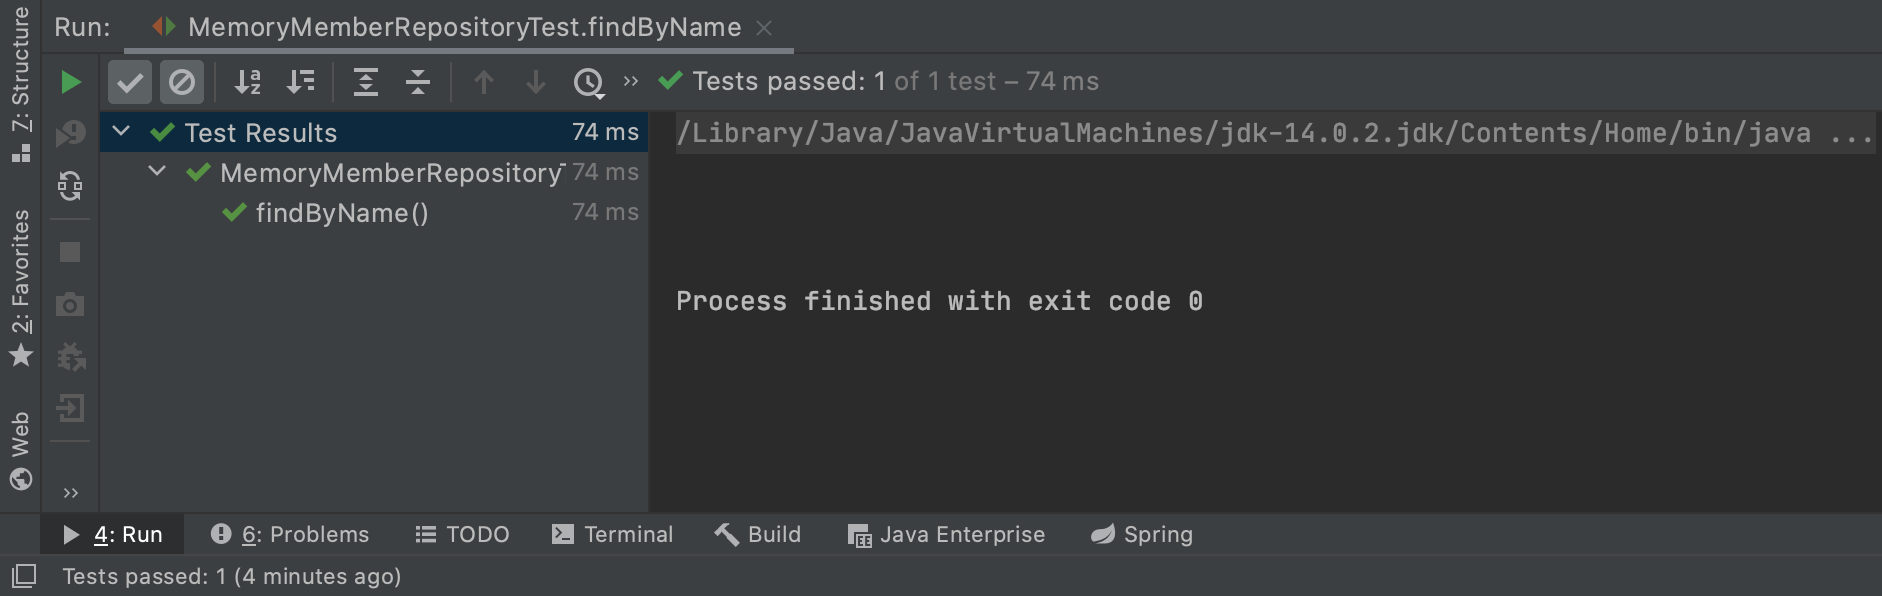 Run: MemoryMemberRepositoryTest.findByName
Tests passed: 1 of 1 test – 74 ms
Test Results 74 ms
MemoryMemberRepository 74 ms
findByName() 74 ms
/Library/Java/JavaVirtualMachines/jdk-14.0.2.jdk/Contents/Home/bin/java ...
Process finished with exit code 0
7: Structure
2: Favorites
Web
4: Run 6: Problems TODO Terminal Build Java Enterprise Spring
Tests passed: 1 (4 minutes ago)